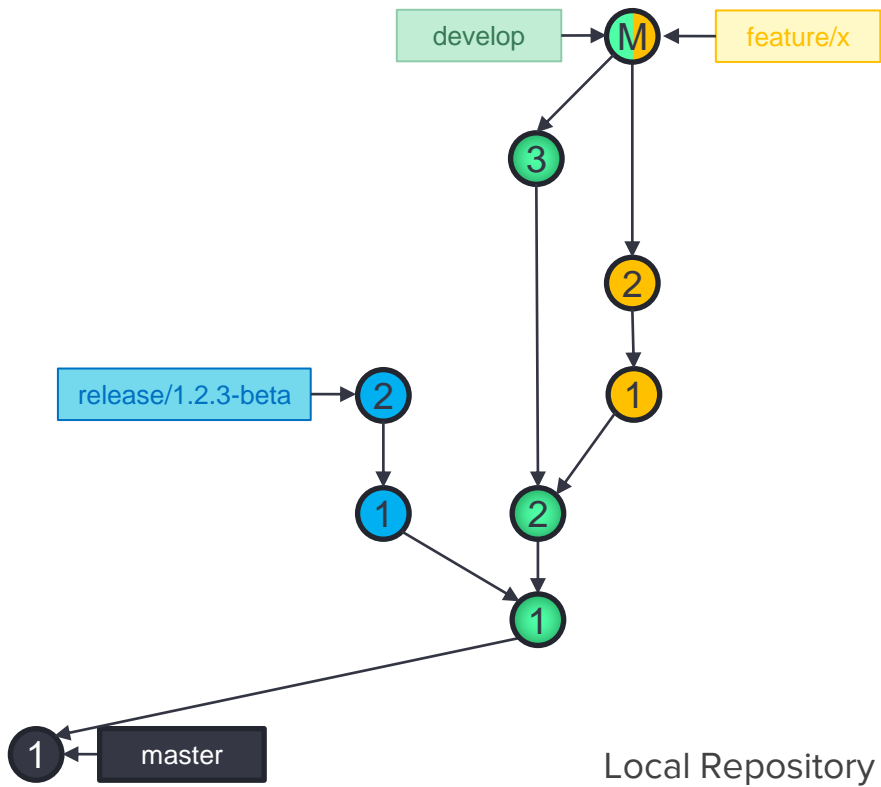 develop
M
feature/x
3
2
release/1.2.3-beta
2
1
1
2
1
1
master
Local Repository